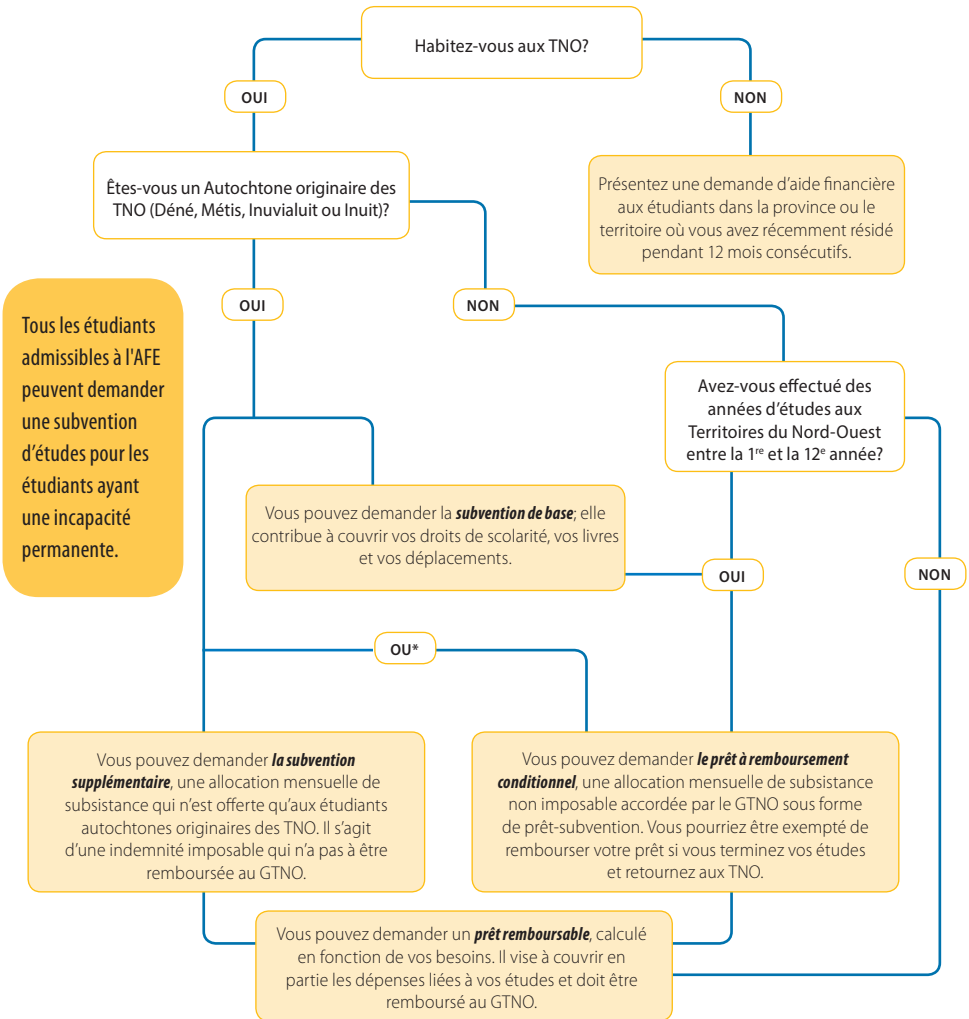 Habitez-vous aux TNO?
OUI
NON
Êtes-vous un Autochtone originaire des
TNO (Déné, Métis, Inuvialuit ou Inuit)?
Présentez une demande d’aide financière
aux étudiants dans la province ou le
territoire où vous avez récemment résidé
pendant 12 mois consécutifs.
OUI
NON
Tous les étudiants
admissibles à l'AFE
peuvent demander
une subvention
d’études pour les
étudiants ayant
une incapacité
permanente.
Avez-vous effectué des
années d’études aux
Territoires du Nord-Ouest
entre la 1re et la 12e année?
Vous pouvez demander la subvention de base; elle
contribue à couvrir vos droits de scolarité, vos livres
et vos déplacements.
OUI
NON
OU*
Vous pouvez demander la subvention
supplémentaire, une allocation mensuelle de
subsistance qui n’est offerte qu’aux étudiants
autochtones originaires des TNO. Il s’agit
d’une indemnité imposable qui n’a pas à être
remboursée au GTNO.
Vous pouvez demander le prêt à remboursement
conditionnel, une allocation mensuelle de subsistance
non imposable accordée par le GTNO sous forme
de prêt-subvention. Vous pourriez être exempté de
rembourser votre prêt si vous terminez vos études
et retournez aux TNO.
Vous pouvez demander un prêt remboursable, calculé
en fonction de vos besoins. Il vise à couvrir en
partie les dépenses liées à vos études et doit être
remboursé au GTNO.